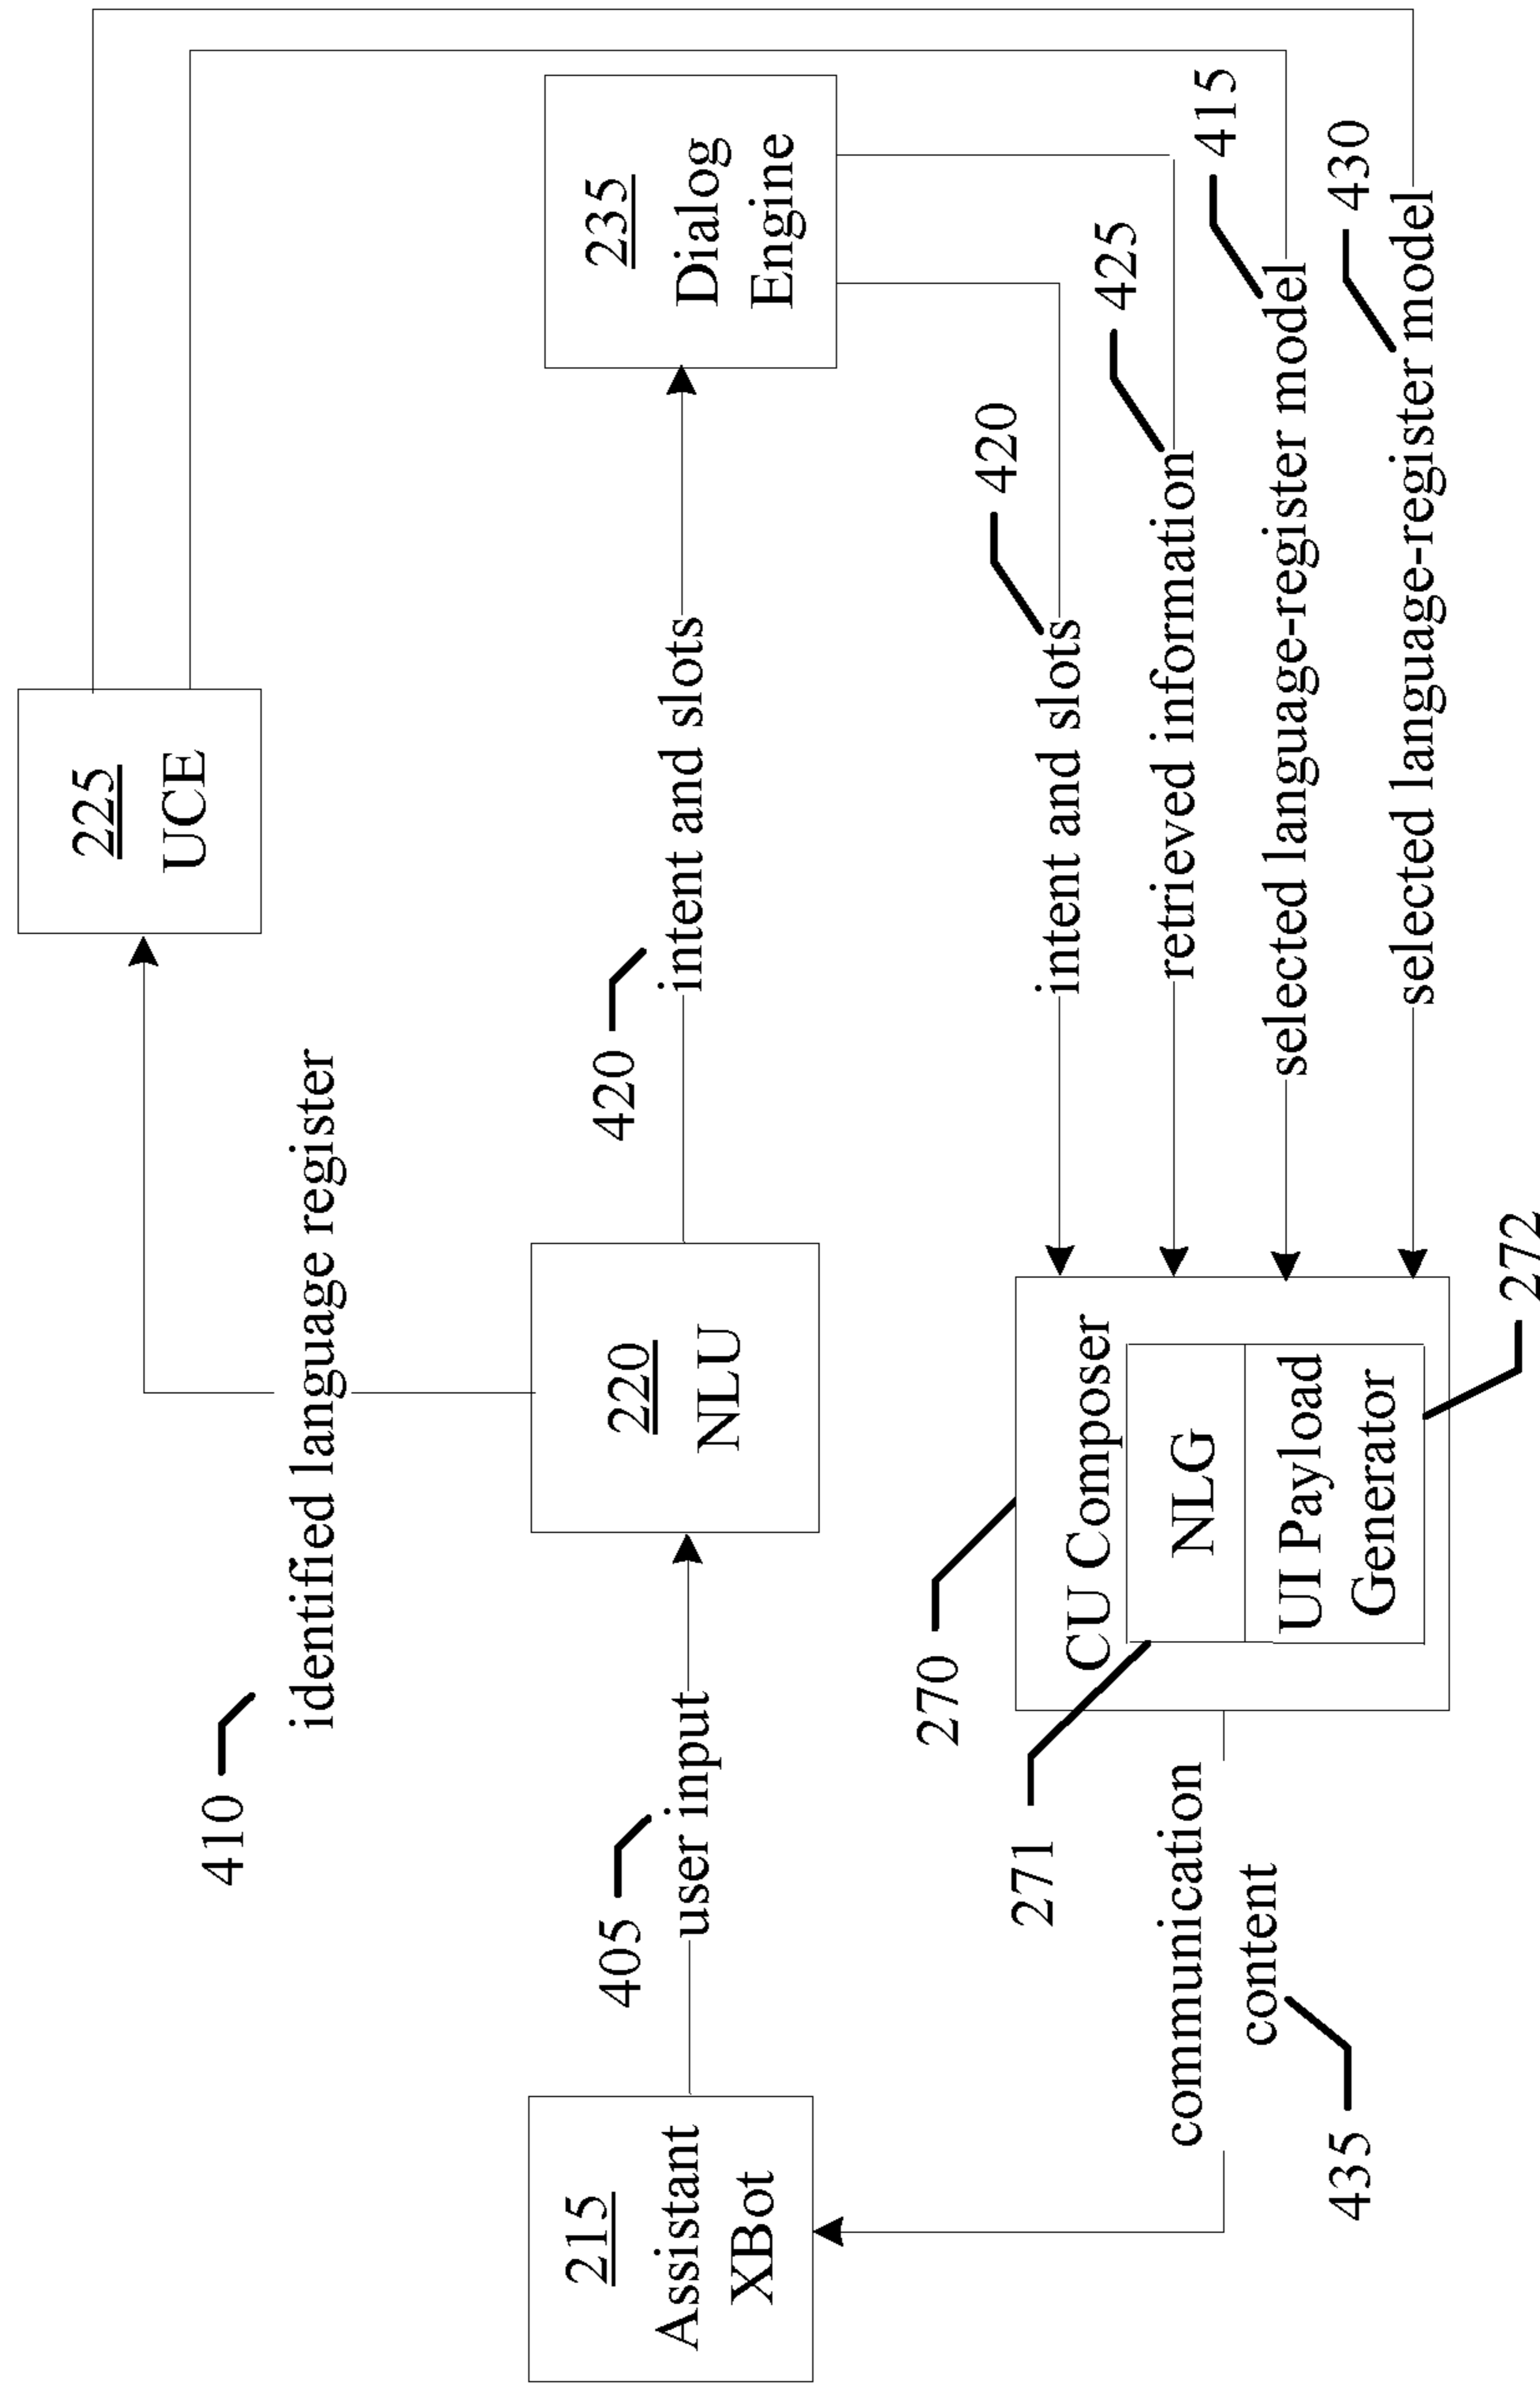 225
UCE
410
identified language register
215
Assistant
XBot
405
user input
220
NLU
420
intent and slots
235
Dialog
Engine
420
intent and slots
425
retrieved information
415
selected language-register model
430
selected language-register model
270
CU Composer
271
NLG
UI Payload
Generator
272
communication
content
435